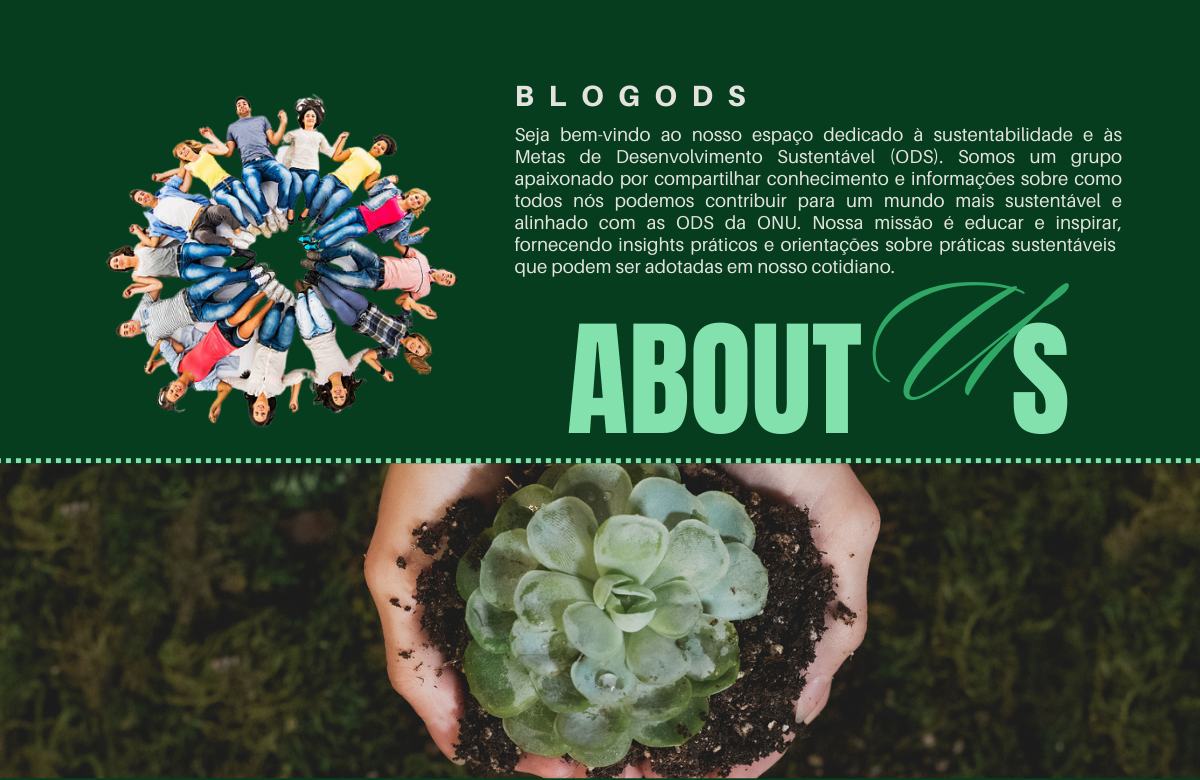 BLOGODS
Seja bem-vindo ao nosso espaço dedicado à sustentabilidade e às
Metas de Desenvolvimento Sustentável (ODS). Somos um grupo
apaixonado por compartilhar conhecimento e informações sobre como
todos nós podemos contribuir para um mundo mais sustentável e
alinhado com as ODS da ONU. Nossa missão é educar e inspirar,
fornecendo insights práticos e orientações sobre práticas sustentáveis
que podem ser adotadas em nosso cotidiano.
ABOUT US